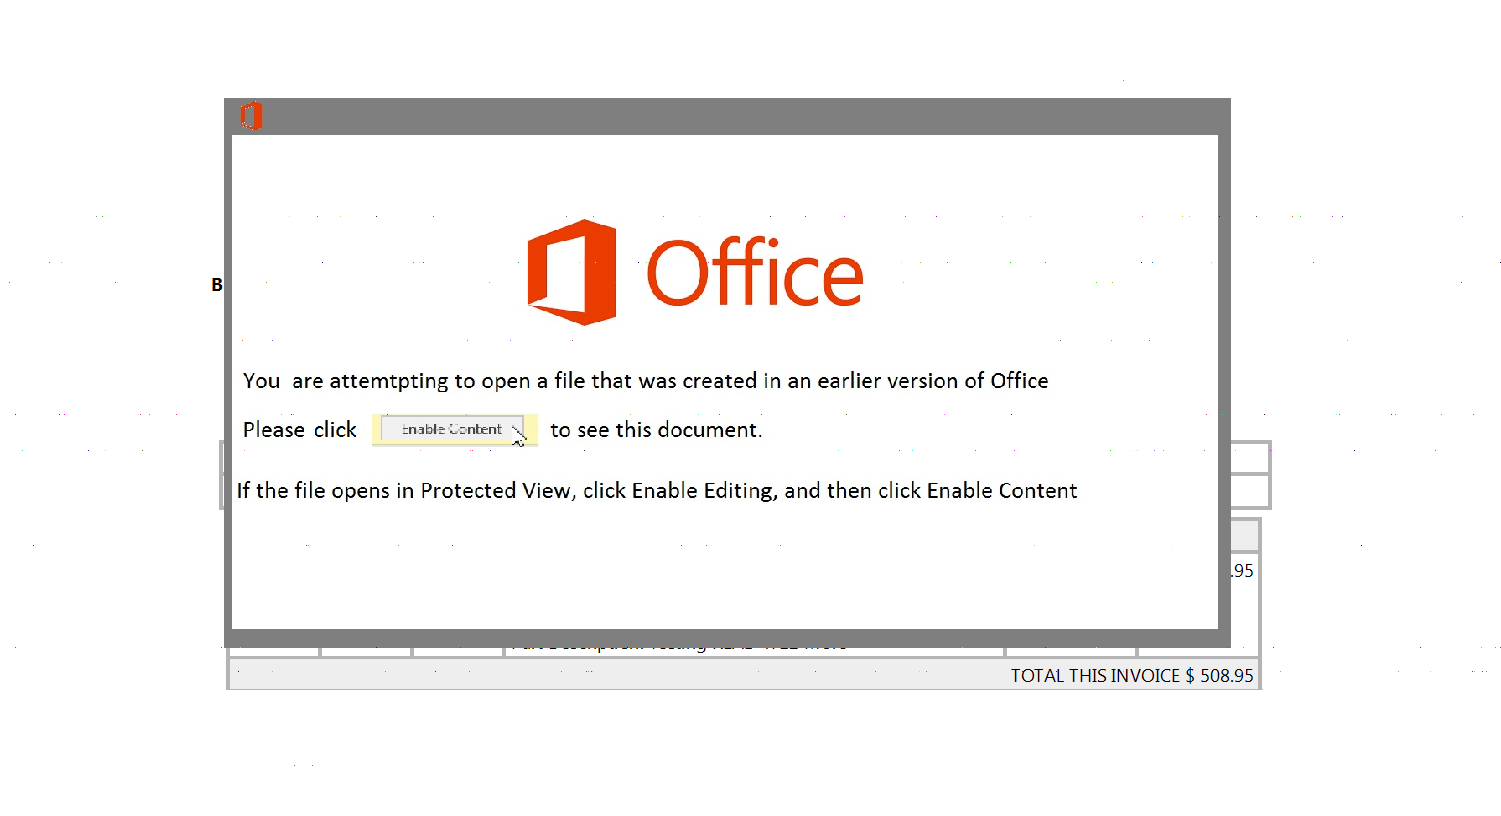 Office
B
You are attemtpting to open a file that was created in an earlier version of Office
Please click Enable Content to see this document.
If the file opens in Protected View, click Enable Editing, and then click Enable Content
.95
TOTAL THIS INVOICE $ 508.95